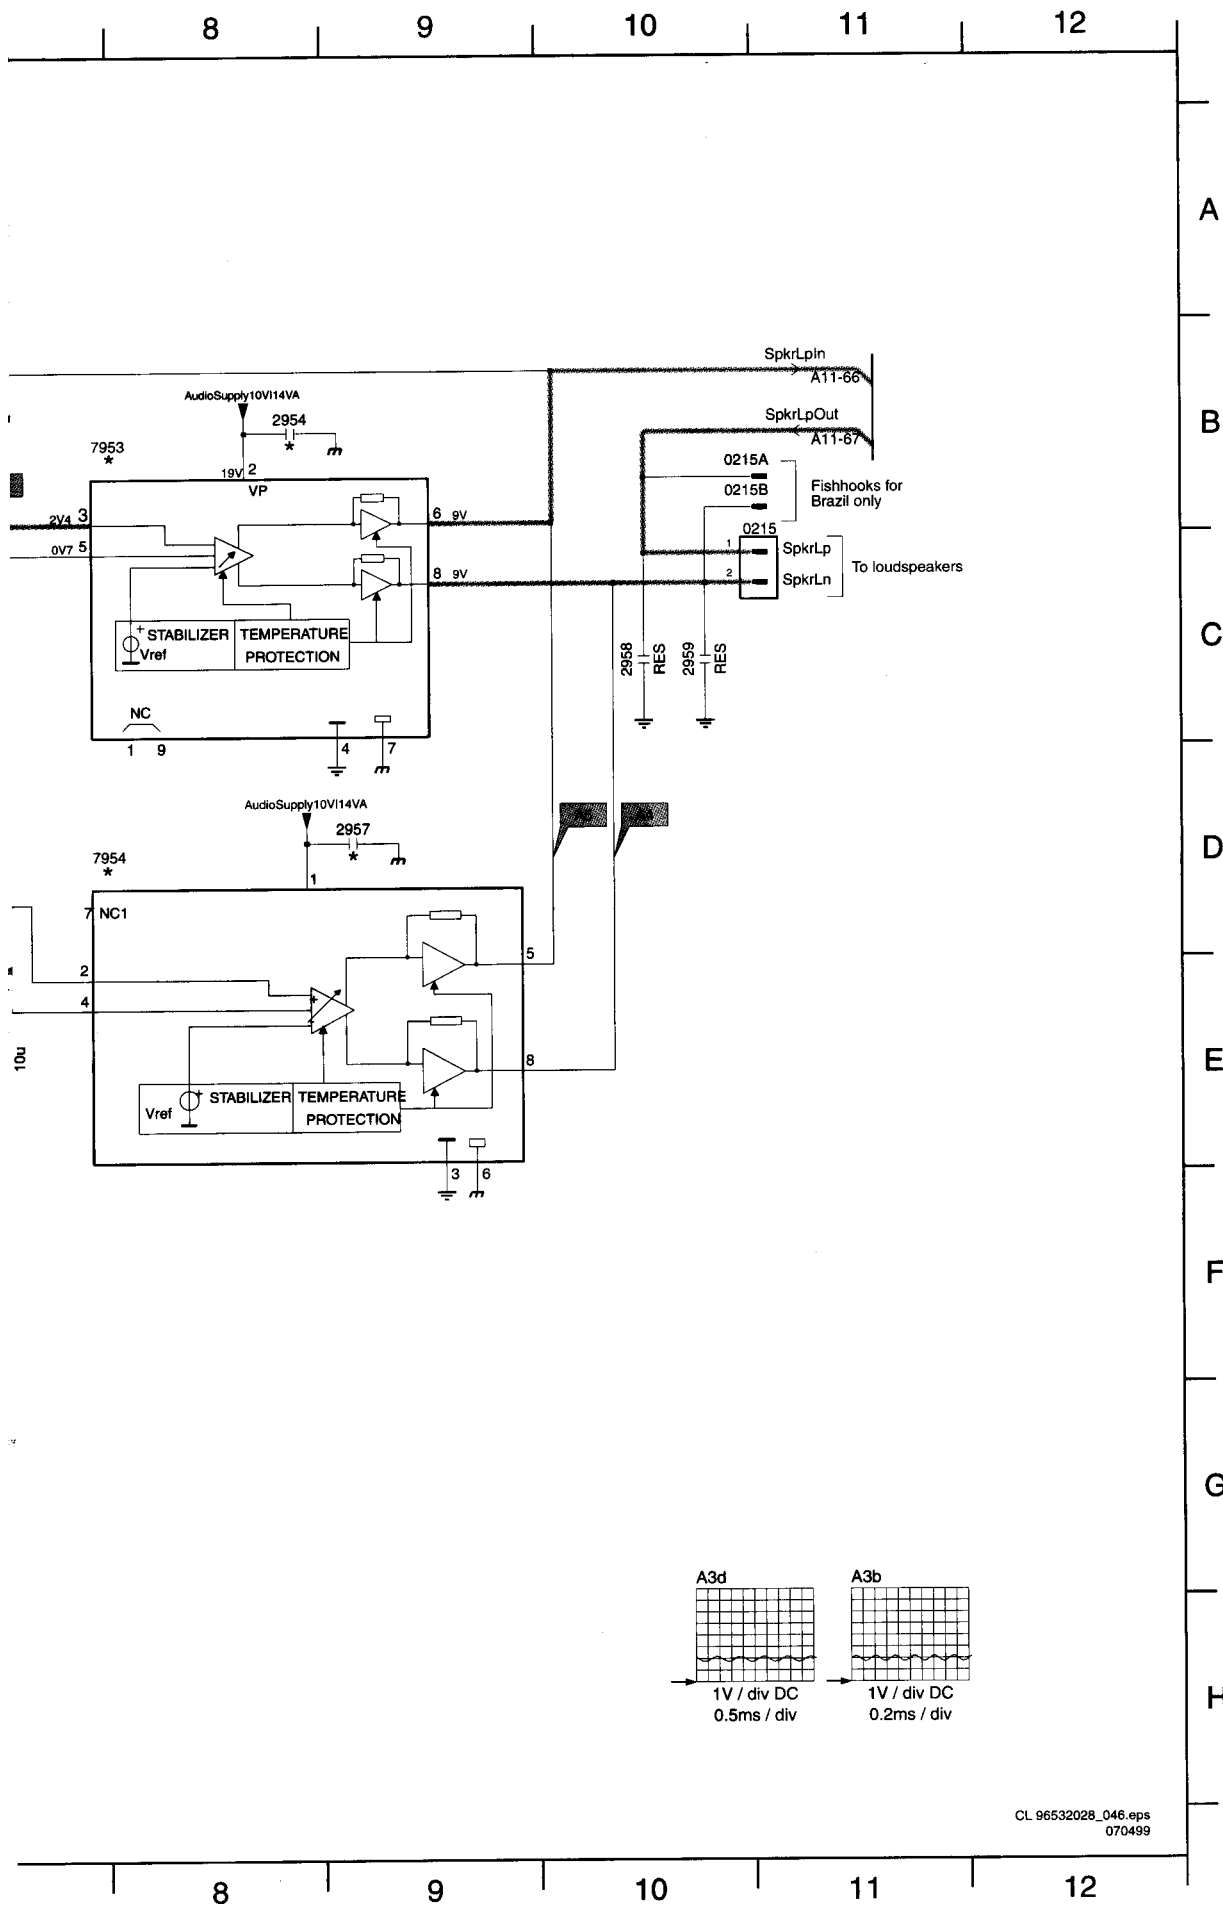 8 9 10 11 12
A
SpkrLpIn
A11-66
AudioSupply10VI14VA
SpkrLpOut
B
2954
*
A11-67
7953
*
0215A
19V 2
VP
0215B
Fishhooks for
Brazil only
2V4 3
6 9V
0215
0V7 5
1 SpkrLp
To loudspeakers
8 9V
2 SpkrLn
+ STABILIZER TEMPERATURE
Vref PROTECTION
C
2958
RES
2959
RES
NC
1 9 4 7
AudioSupply10VI14VA
2957
*
D
7954
*
1
7 NC1
5
2
+
4
-
10u
8
E
+ STABILIZER TEMPERATURE
Vref PROTECTION
3 6
F
G
A3d A3b
1V / div DC 1V / div DC
0.5ms / div 0.2ms / div
H
CL 96532028_046.eps
070499
8 9 10 11 12